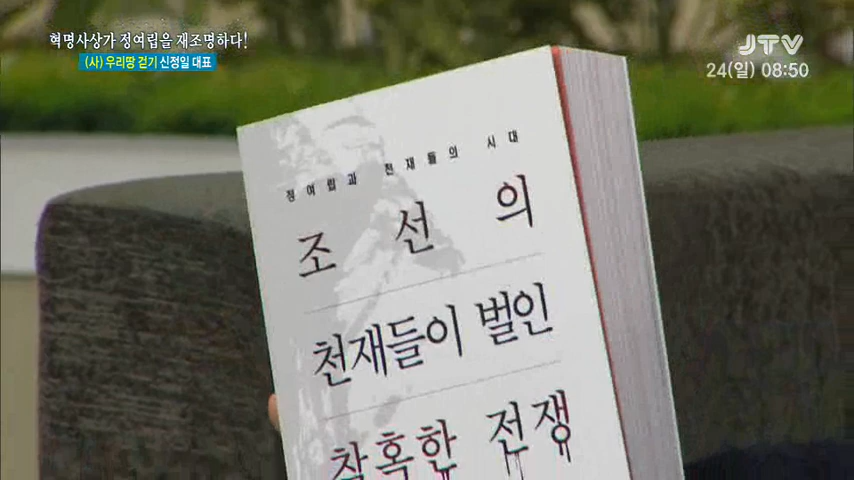 혁명사상가 정여립을 재조명하다!
(사) 우리땅 걷기 신정일 대표
JTV
24(일) 08:50
정여립과 천재들의 시대
조선의
천재들이 벌인
참혹한 전쟁